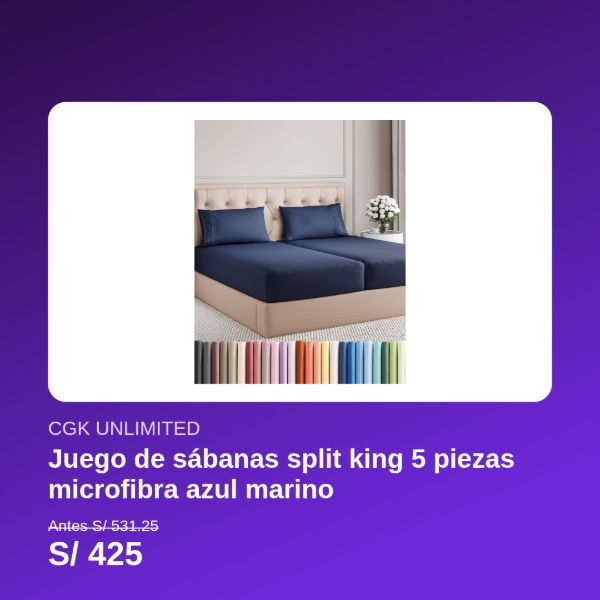 CGK UNLIMITED
Juego de sábanas split king 5 piezas
microfibra azul marino
Antes S/ 531.25
S/ 425